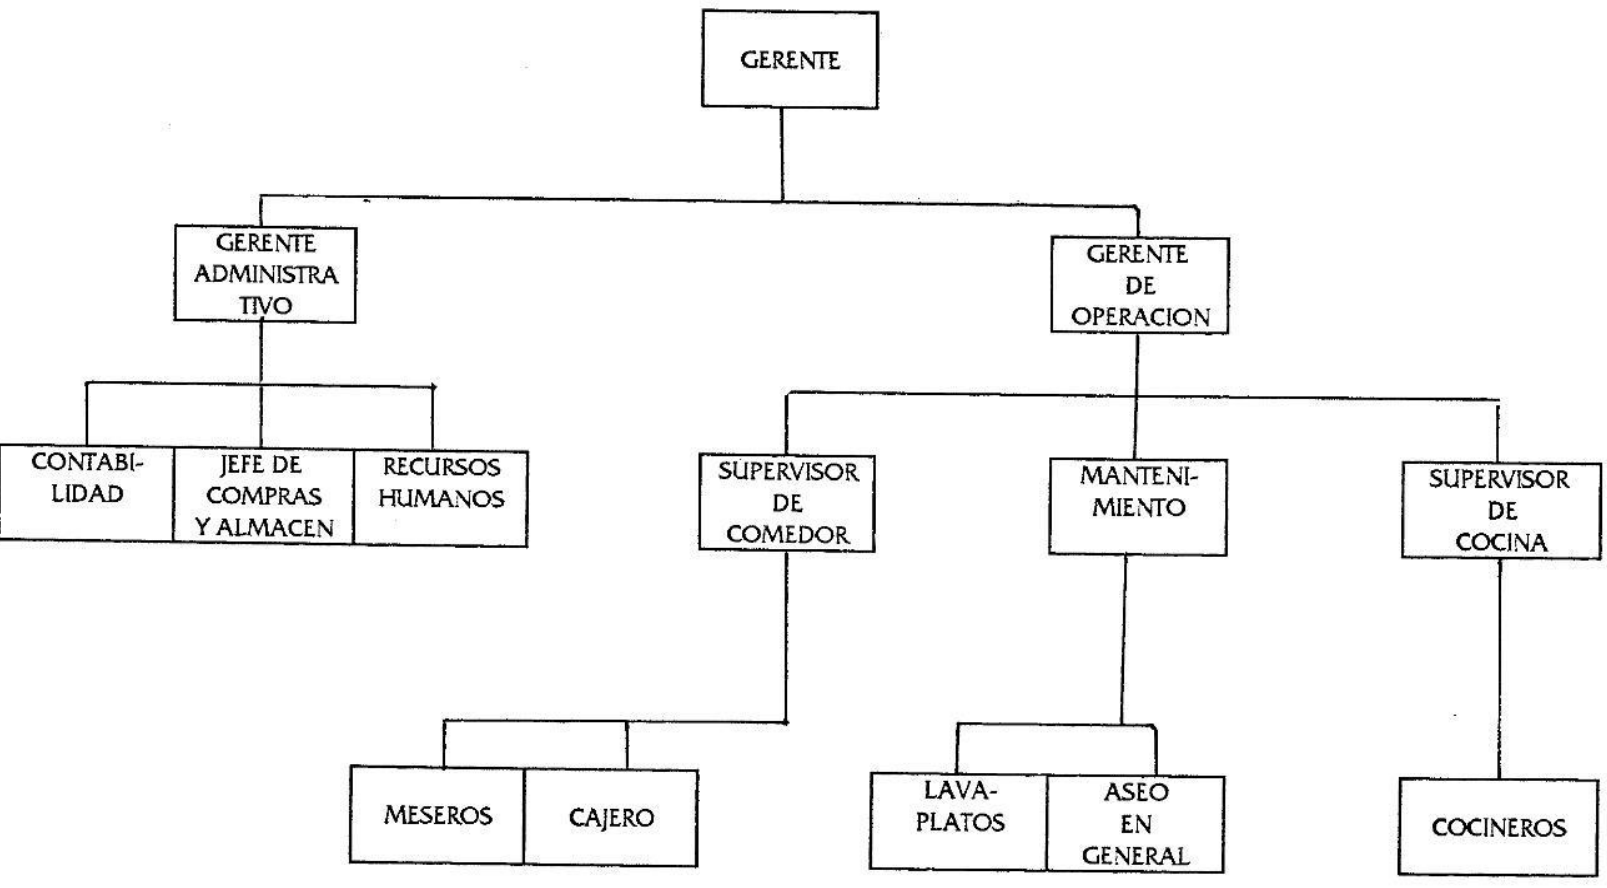 GERENTE
GERENTE
ADMINISTRA
TIVO
GERENTE
DE
OPERACION
CONTABI-
LIDAD
JEFE DE
COMPRAS
Y ALMACEN
RECURSOS
HUMANOS
SUPERVISOR
DE
COMEDOR
MANTENI-
MIENTO
SUPERVISOR
DE
COCINA
MESEROS
CAJERO
LAVA-
PLATOS
ASEO
EN
GENERAL
COCINEROS